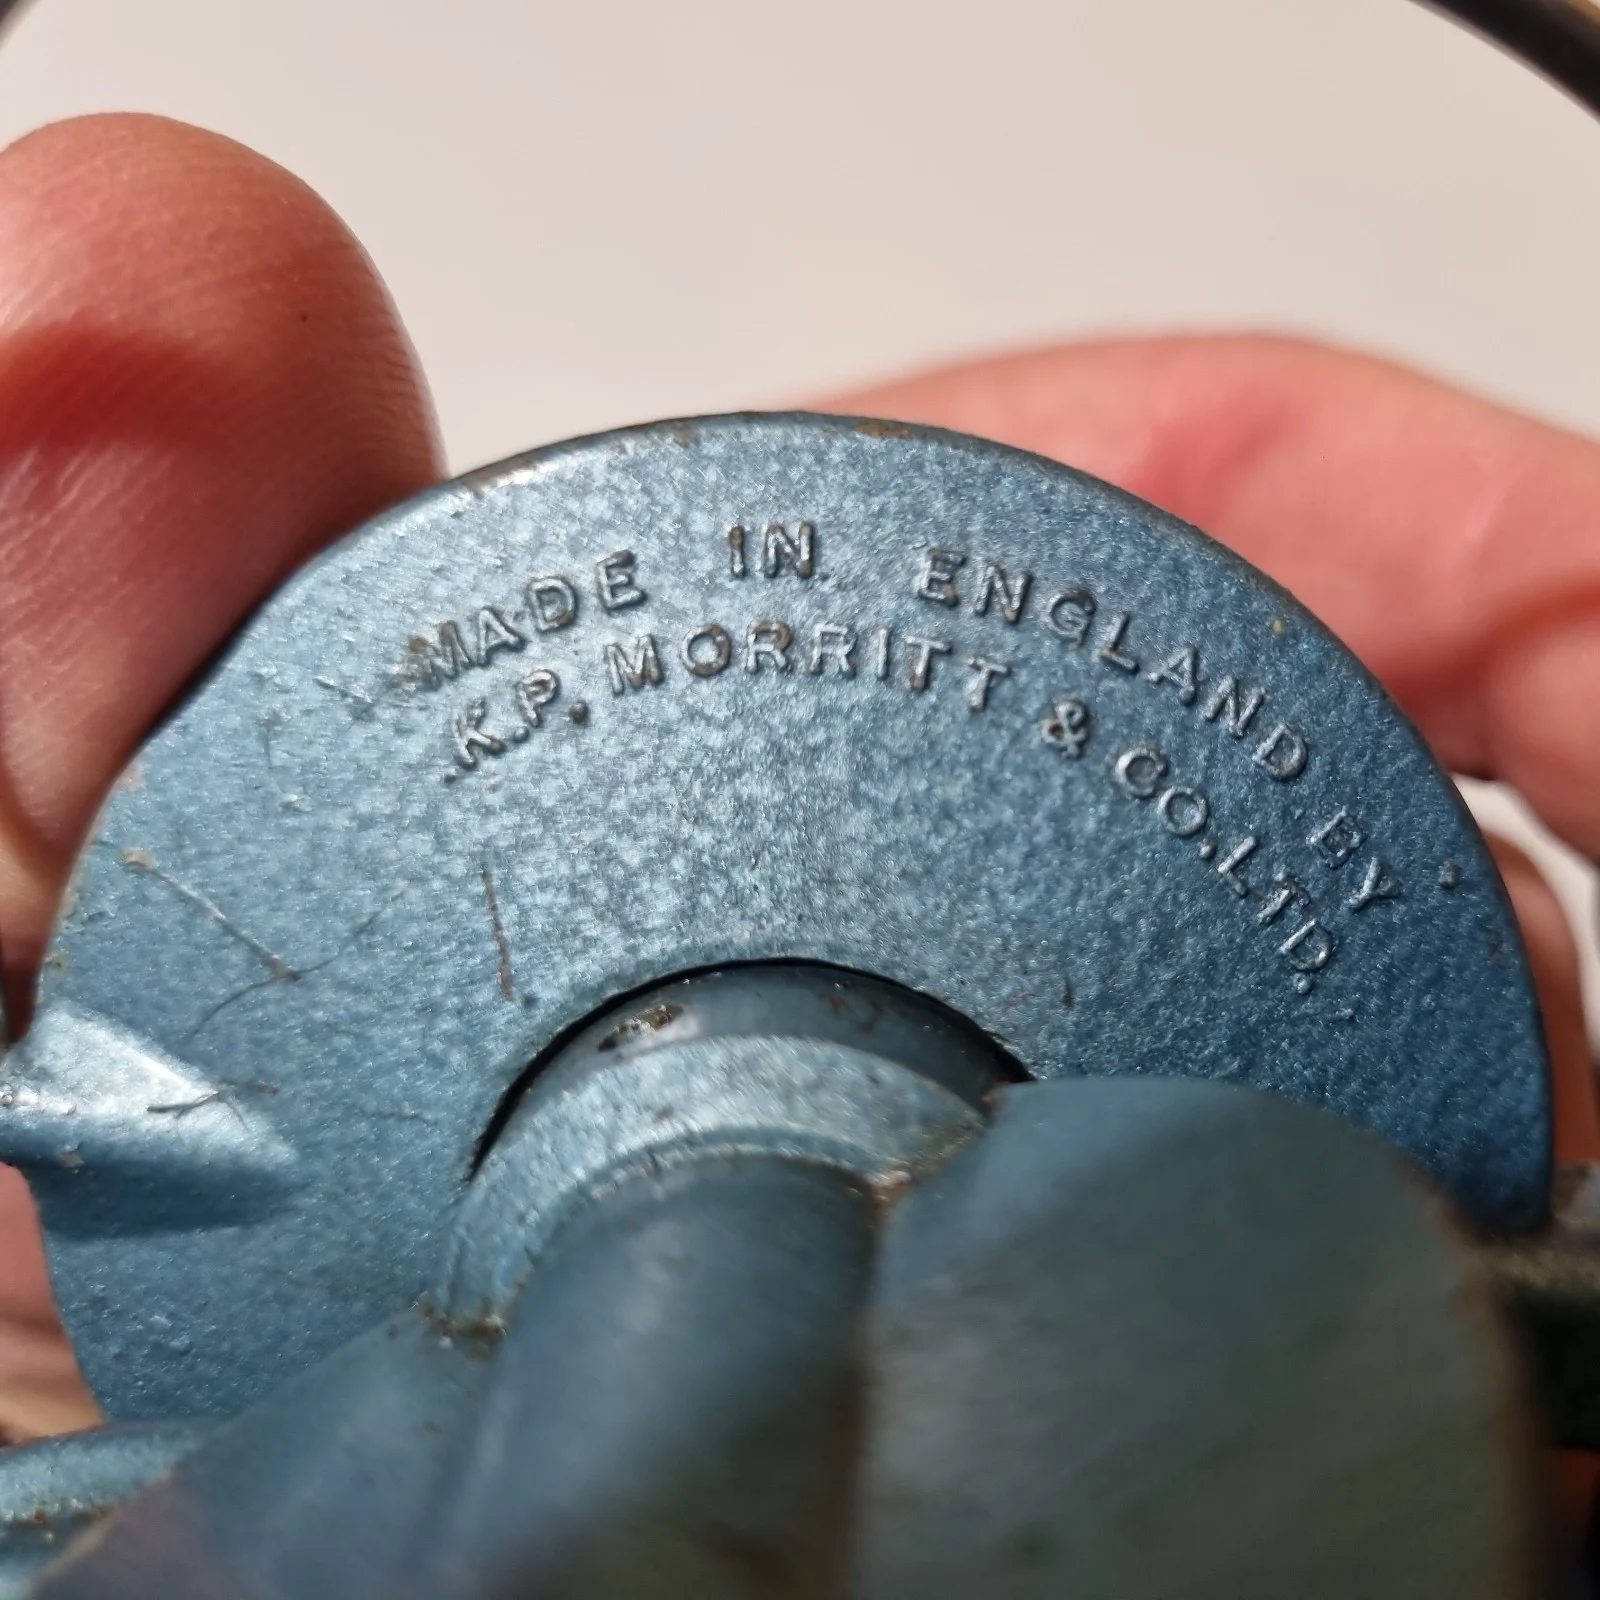 MADE IN ENGLAND BY
K.P. MORRITT & CO. LTD.